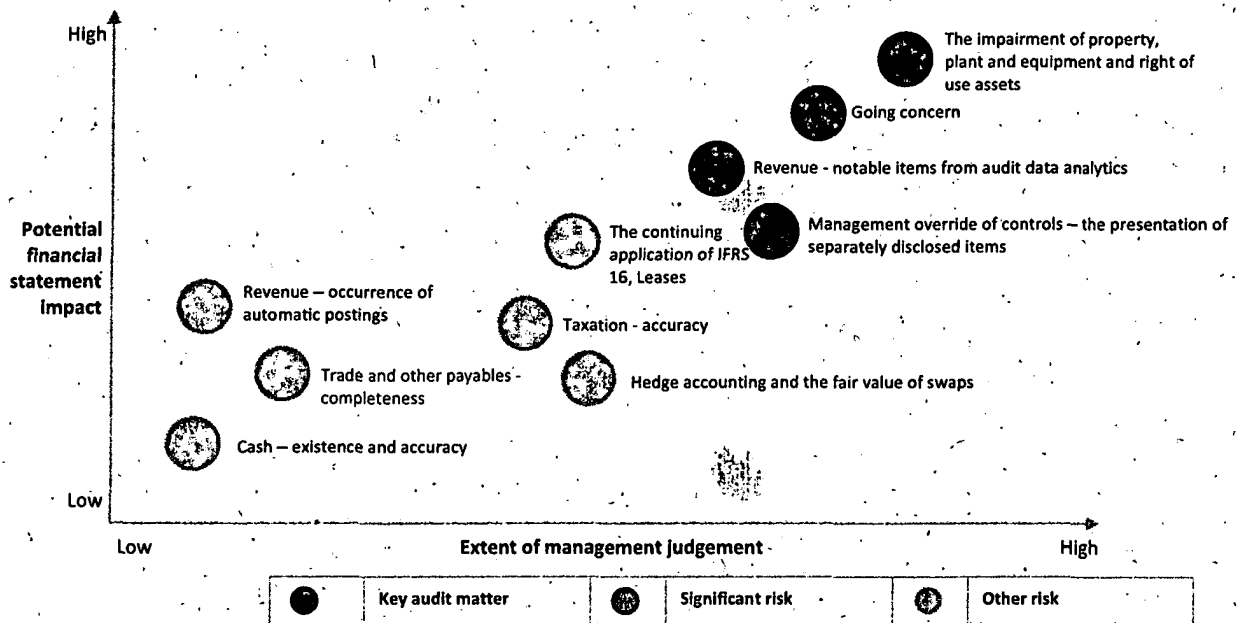 High
The impairment of property,
plant and equipment and right of
use assets
Going concern
Revenue - notable items from audit data analytics
Potential
financial
statement
impact
The continuing
application of IFRS
16, Leases
Management override of controls – the presentation of
separately disclosed items
Revenue – occurrence of
automatic postings
Taxation - accuracy
Trade and other payables -
completeness
Hedge accounting and the fair value of swaps
Cash – existence and accuracy
Low
Low
Extent of management judgement
High
Key audit matter
Significant risk
Other risk